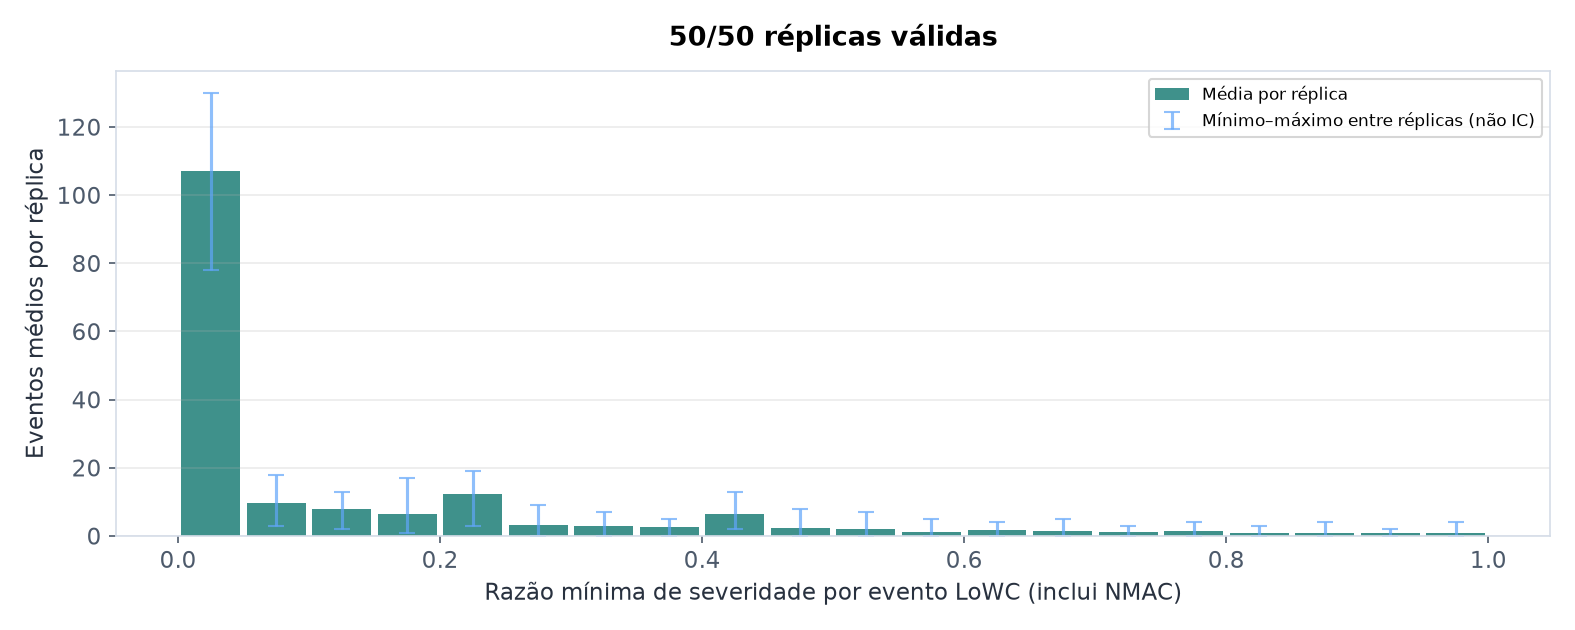 50/50 réplicas válidas
Média por réplica
Mínimo–máximo entre réplicas (não IC)
Eventos médios por réplica
120
100
80
60
40
20
0
0.0 0.2 0.4 0.6 0.8 1.0
Razão mínima de severidade por evento LoWC (inclui NMAC)